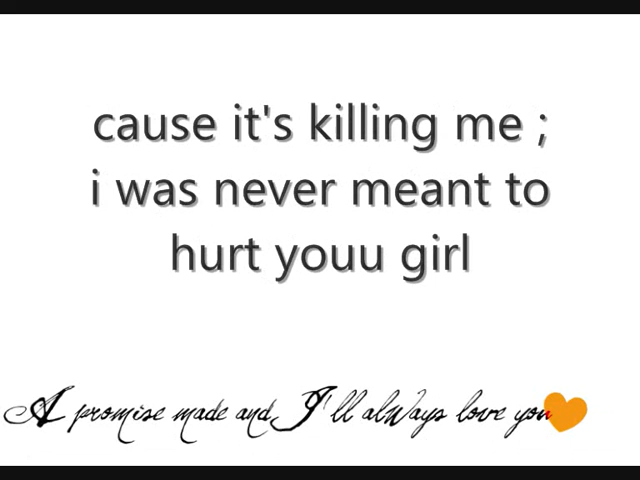 cause it's killing me ;
i was never meant to
hurt youu girl
A promise made and I'll alWays love you